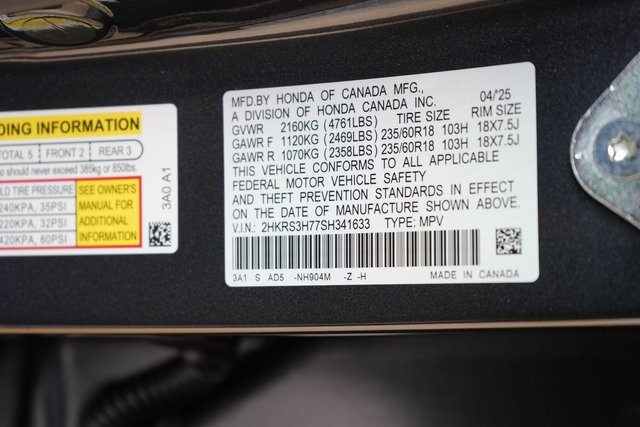 DING INFORMATION
TOTAL 5 FRONT 2 REAR 3
should never exceed 385kg or 850lbs.
TIRE PRESSURE
240KPA, 35PSI
220KPA, 32PSI
420KPA, 60PSI
SEE OWNER'S
MANUAL FOR
ADDITIONAL
INFORMATION
3A0 A1
MFD.BY HONDA OF CANADA MFG., 04/'25
A DIVISION OF HONDA CANADA INC. TIRE SIZE RIM SIZE
GVWR 2160KG (4761LBS)
GAWR F 1120KG (2469LBS) 235/60R18 103H 18X7.5J
GAWR R 1070KG (2358LBS) 235/60R18 103H 18X7.5J
THIS VEHICLE CONFORMS TO ALL APPLICABLE
FEDERAL MOTOR VEHICLE SAFETY
AND THEFT PREVENTION STANDARDS IN EFFECT
ON THE DATE OF MANUFACTURE SHOWN ABOVE.
V.I.N.: 2HKRS3H77SH341633 TYPE: MPV
3A1 S AD5 -NH904M -Z -H MADE IN CANADA